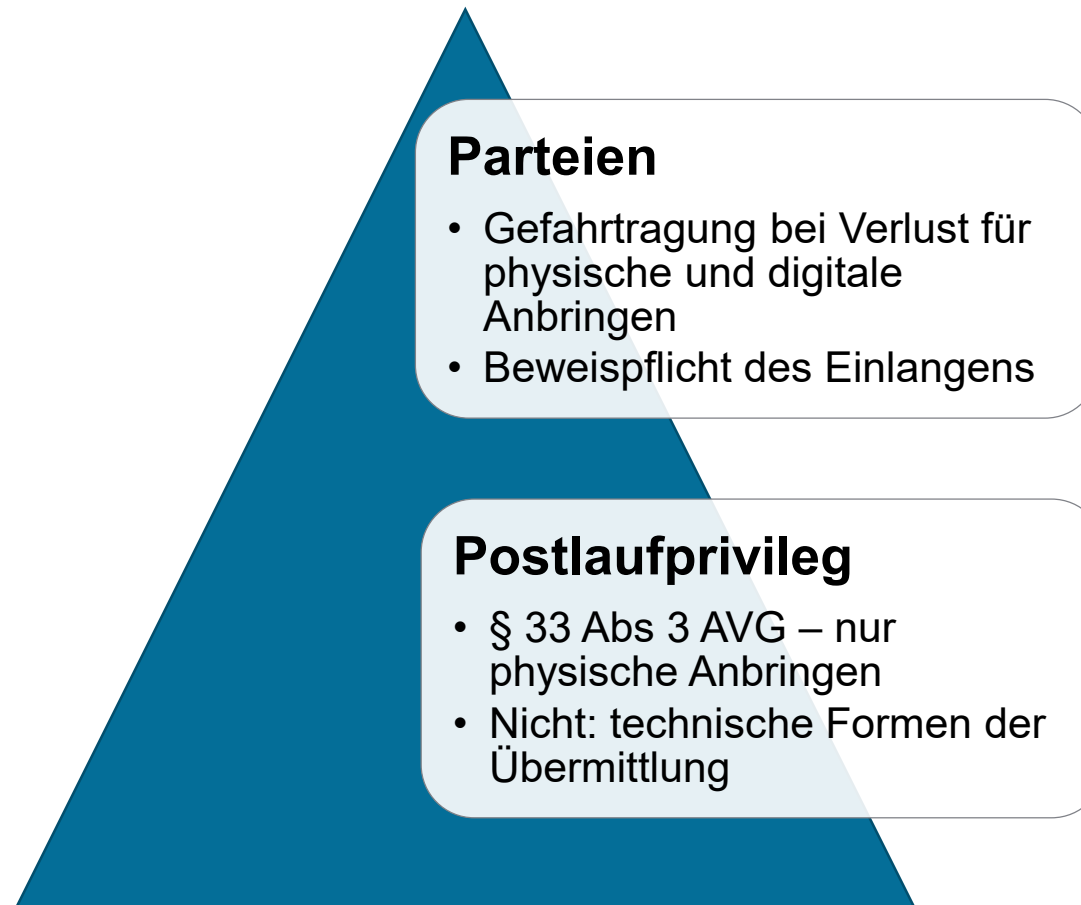 Parteien
• Gefahrtragung bei Verlust für
physische und digitale
Anbringen
• Beweispflicht des Einlangens
Postlaufprivileg
• § 33 Abs 3 AVG – nur
physische Anbringen
• Nicht: technische Formen der
Übermittlung